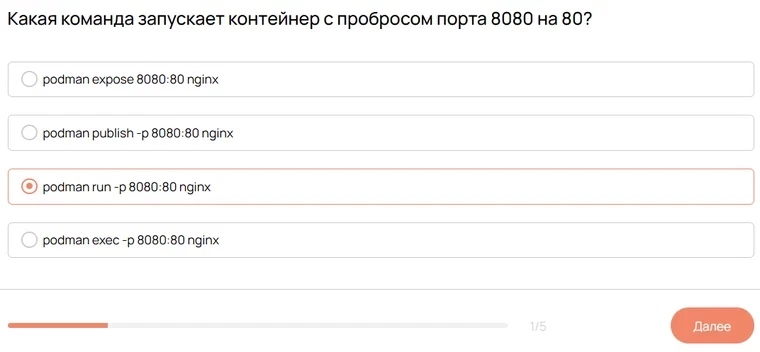 Какая команда запускает контейнер с пробросом порта 8080 на 80?
podman expose 8080:80 nginx
podman publish -p 8080:80 nginx
podman run -p 8080:80 nginx
podman exec -p 8080:80 nginx
1/5
Далее